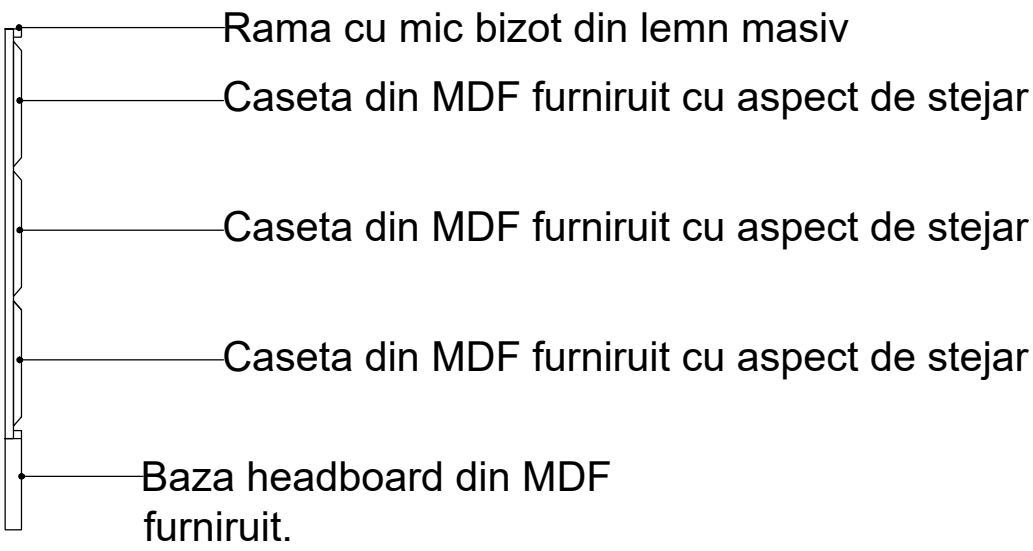 Rama cu mic bizot din lemn masiv
Caseta din MDF furniruit cu aspect de stejar
Caseta din MDF furniruit cu aspect de stejar
Caseta din MDF furniruit cu aspect de stejar
Baza headboard din MDF
furniruit.